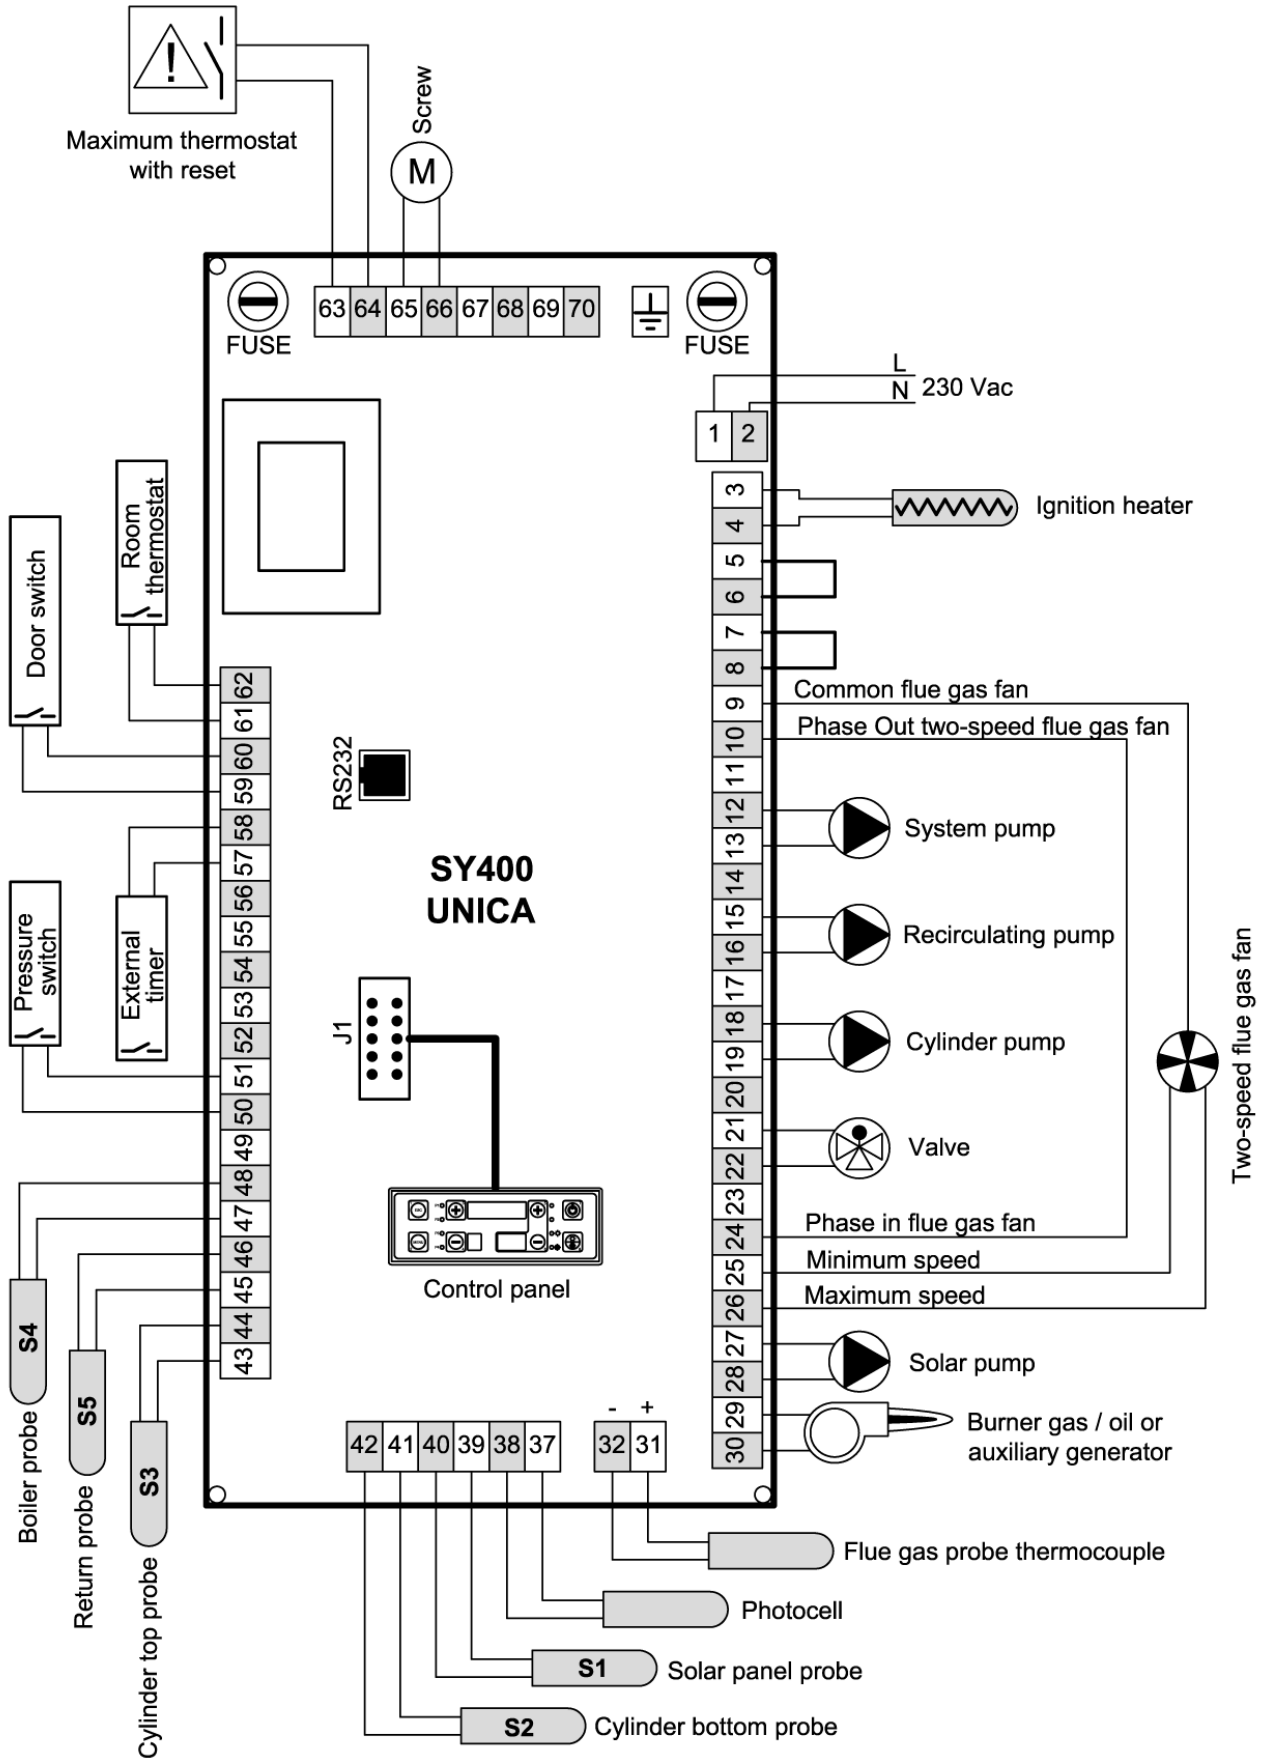 !
Maximum thermostat
with reset
Screw
M
63 64 65 66 67 68 69 70
FUSE
FUSE
L
N
230 Vac
1 2
3
4
5
6
7
8
9
10
11
12
13
14
15
16
17
18
19
20
21
22
23
24
25
26
27
28
29
30
Ignition heater
Common flue gas fan
Phase Out two-speed flue gas fan
System pump
Recirculating pump
Cylinder pump
Valve
Two-speed flue gas fan
Phase in flue gas fan
Minimum speed
Maximum speed
Solar pump
Burner gas / oil or
auxiliary generator
Room
thermostat
Door switch
62
61
60
59
58
57
56
55
54
53
52
51
50
49
48
47
46
45
44
43
Pressure
switch
External
timer
RS232
SY400
UNICA
J1
Control panel
S4
Boiler probe
S5
Return probe
S3
Cylinder top probe
42 41 40 39 38 37
- +
32 31
Flue gas probe thermocouple
Photocell
S1
Solar panel probe
S2
Cylinder bottom probe